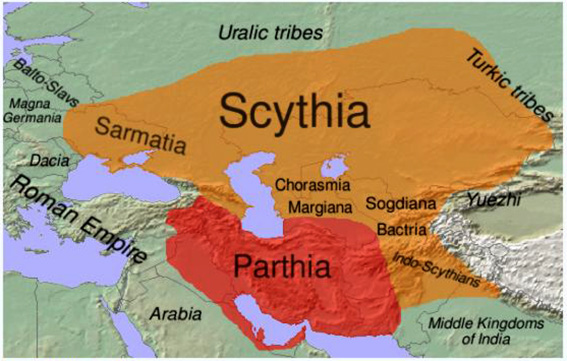 Uralic tribes
Turkic tribes
Balto-Slavs
Magna
Germania
Scythia
Sarmatia
Dacia
Chorasmia
Margiana
Sogdiana
Yuezhi
Roman Empire
Bactria
Parthia
Indo-Scythians
Arabia
Middle Kingdoms
of India